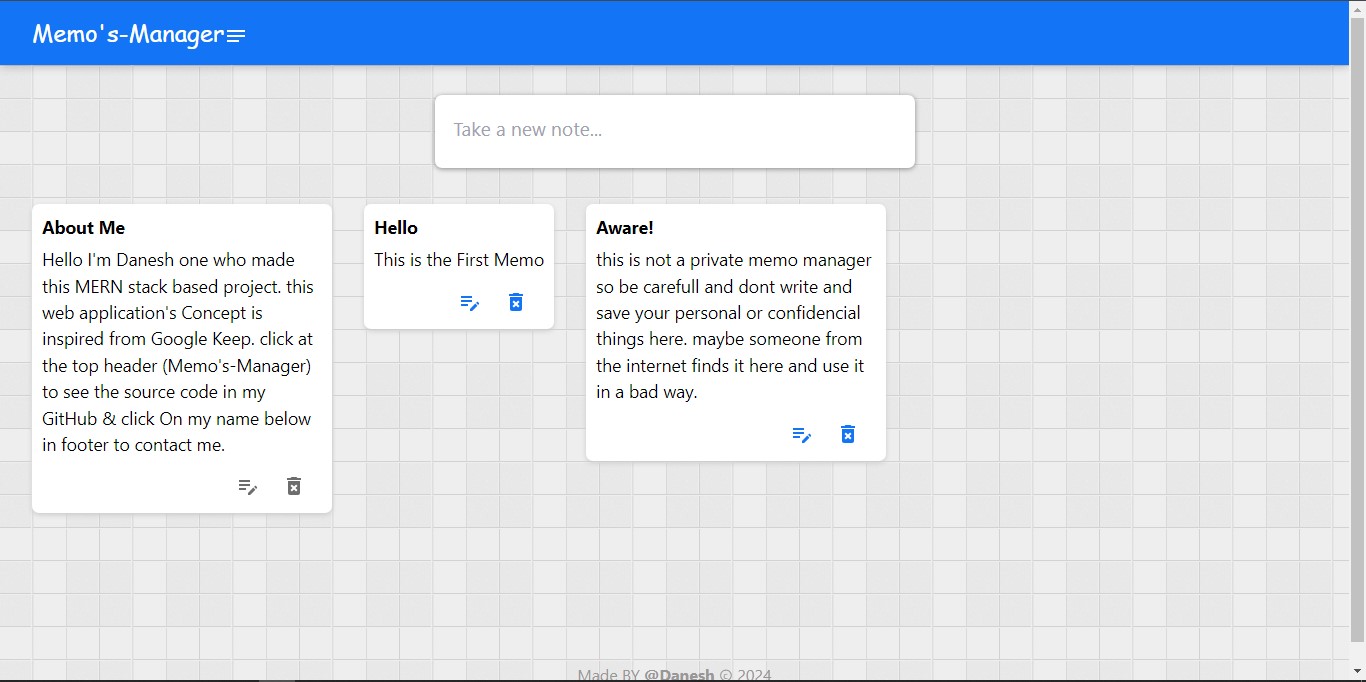 Memo's-Manager
Take a new note...
About Me
Hello I'm Danesh one who made
this MERN stack based project. this
web application's Concept is
inspired from Google Keep. click at
the top header (Memo's-Manager)
to see the source code in my
GitHub & click On my name below
in footer to contact me.
Hello
This is the First Memo
Aware!
this is not a private memo manager
so be carefull and dont write and
save your personal or confidencial
things here. maybe someone from
the internet finds it here and use it
in a bad way.
Made BY @Danesh © 2024